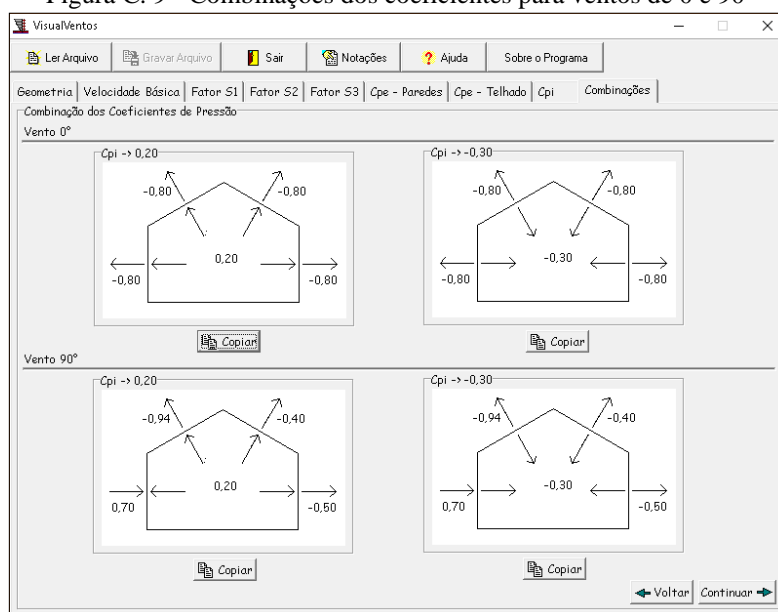 Figura C. 9 - Combinações dos coeficientes para ventos de 0 e 90
VisualVentos
Ler Arquivo Gravar Arquivo Sair Notações ? Ajuda Sobre o Programa
Geometria Velocidade Básica Fator S1 Fator S2 Fator S3 Cpe - Paredes Cpe - Telhado Cpi Combinações
Combinação dos Coeficientes de Pressão
Vento 0°
Cpi -> 0,20 Cpi -> -0,30
-0,80 -0,80 -0,80 -0,80
0,20 -0,30
-0,80 -0,80 -0,80 -0,80
Copiar Copiar
Vento 90°
Cpi -> 0,20 Cpi -> -0,30
-0,94 -0,40 -0,94 -0,40
0,20 -0,30
0,70 -0,50 0,70 -0,50
Copiar Copiar
Voltar Continuar